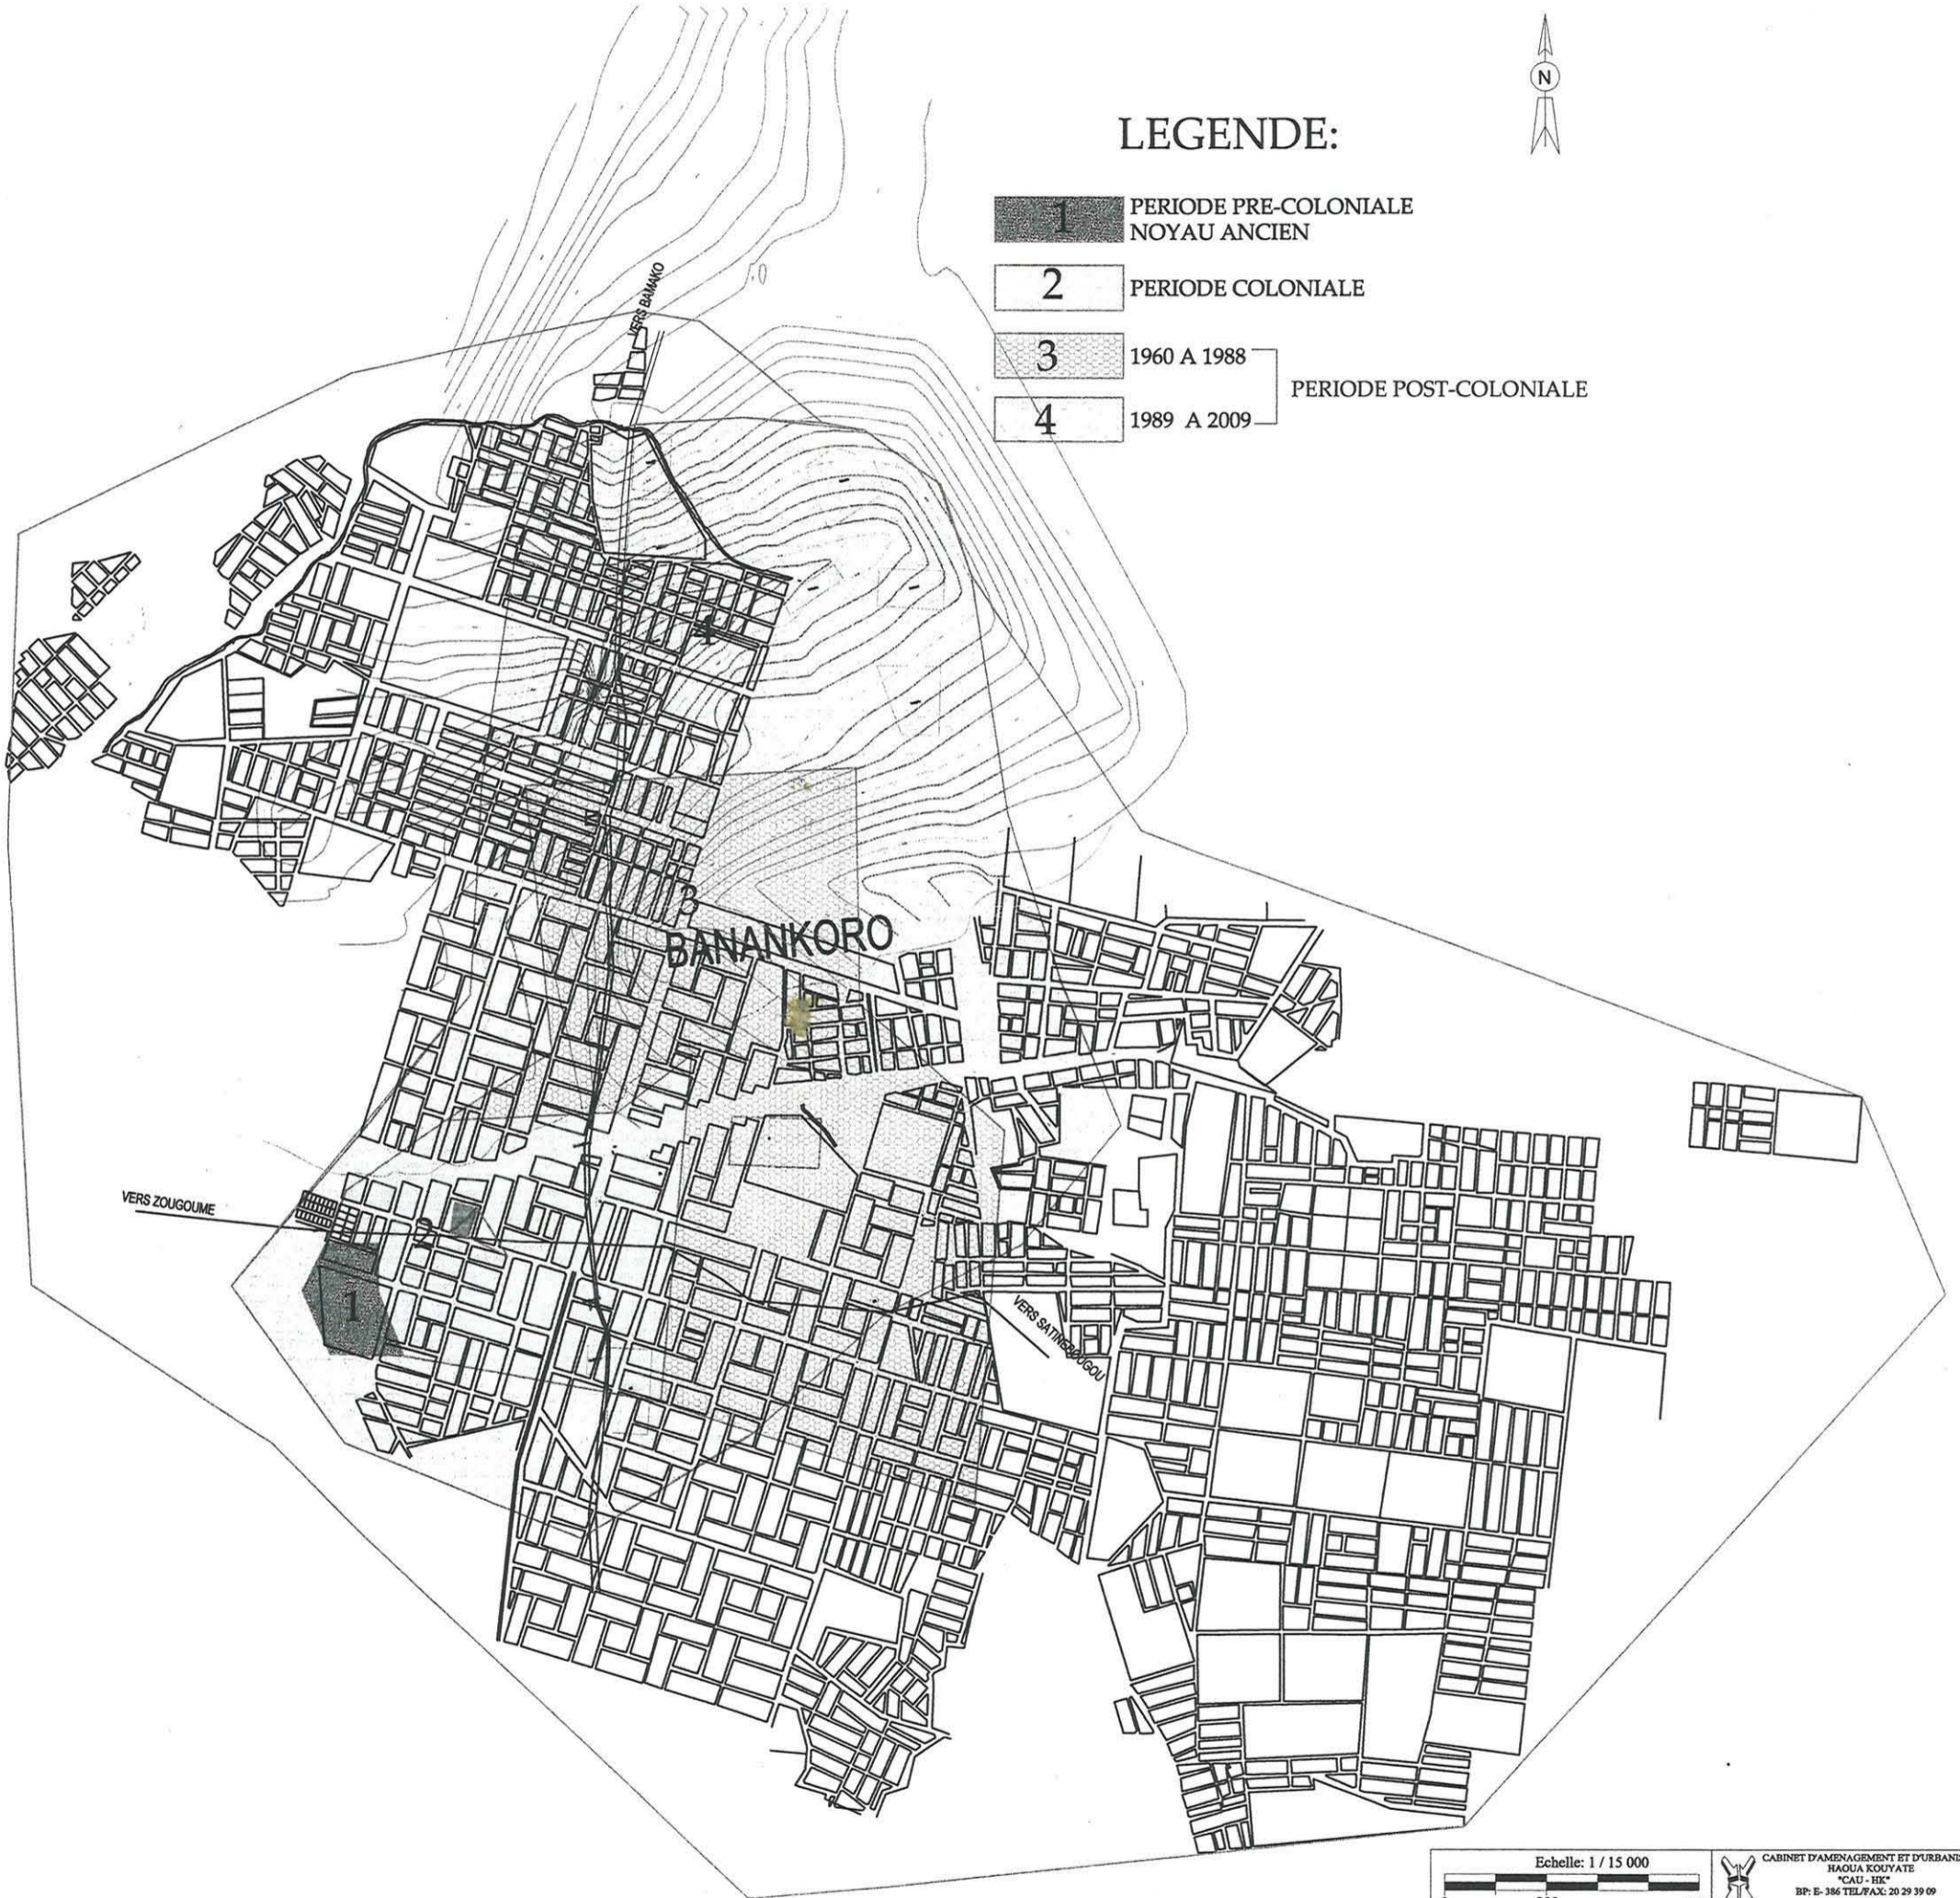 N
LEGENDE:
1 PERIODE PRE-COLONIALE
NOYAU ANCIEN
2 PERIODE COLONIALE
3 1960 A 1988
PERIODE POST-COLONIALE
4 1989 A 2009
VERS BAMAKO
4
3
BANANKORO
VERS ZOUGOUME
2
1
VERS SATINEBOUGOU
Echelle: 1 / 15 000
CABINET D'AMENAGEMENT ET D'URBANIS
HAOUA KOUYATE
"CAU - HK"
BP: E- 386 TEL/FAX: 20 29 39 09